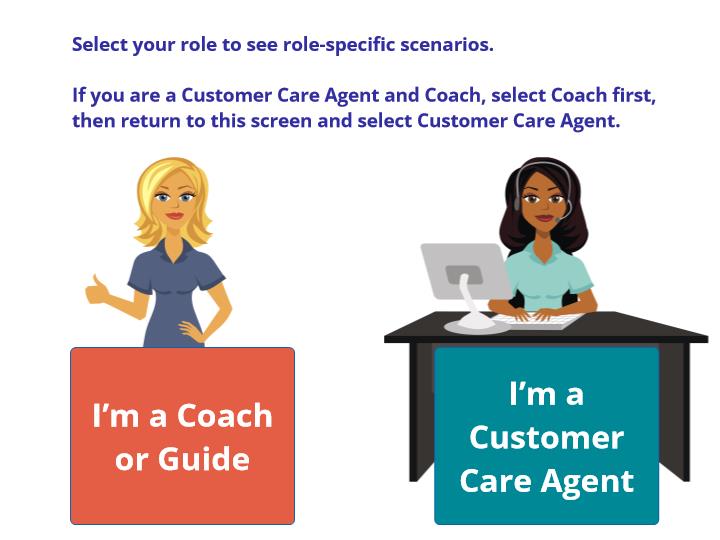 Select your role to see role-specific scenarios.
If you are a Customer Care Agent and Coach, select Coach first,
then return to this screen and select Customer Care Agent.
I’m a Coach
or Guide
I’m a
Customer
Care Agent